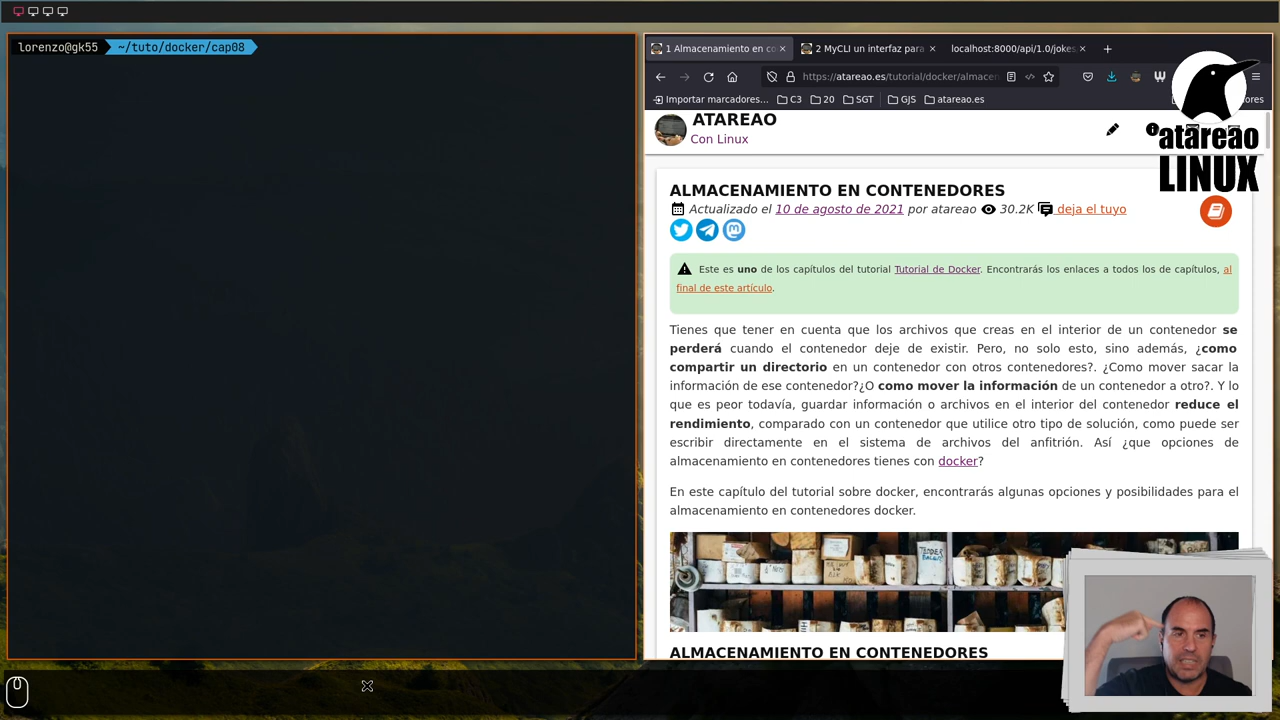 lorenzo@gk55 ~/tuto/docker/cap08
1 Almacenamiento en co
2 MyCLI un interfaz para
localhost:8000/api/1.0/jokes
https://atareao.es/tutorial/docker/almacen
Importar marcadores... C3 20 SGT GJS atareao.es
ATAREAO
Con Linux
atareao
LINUX
ALMACENAMIENTO EN CONTENEDORES
Actualizado el 10 de agosto de 2021 por atareao 30.2K deja el tuyo
Este es uno de los capítulos del tutorial Tutorial de Docker. Encontrarás los enlaces a todos los de capítulos, al
final de este artículo.
Tienes que tener en cuenta que los archivos que creas en el interior de un contenedor se
perderá cuando el contenedor deje de existir. Pero, no solo esto, sino además, ¿como
compartir un directorio en un contenedor con otros contenedores?. ¿Como mover sacar la
información de ese contenedor?¿O como mover la información de un contenedor a otro?. Y lo
que es peor todavía, guardar información o archivos en el interior del contenedor reduce el
rendimiento, comparado con un contenedor que utilice otro tipo de solución, como puede ser
escribir directamente en el sistema de archivos del anfitrión. Así ¿que opciones de
almacenamiento en contenedores tienes con docker?
En este capítulo del tutorial sobre docker, encontrarás algunas opciones y posibilidades para el
almacenamiento en contenedores docker.
ALMACENAMIENTO EN CONTENEDORES